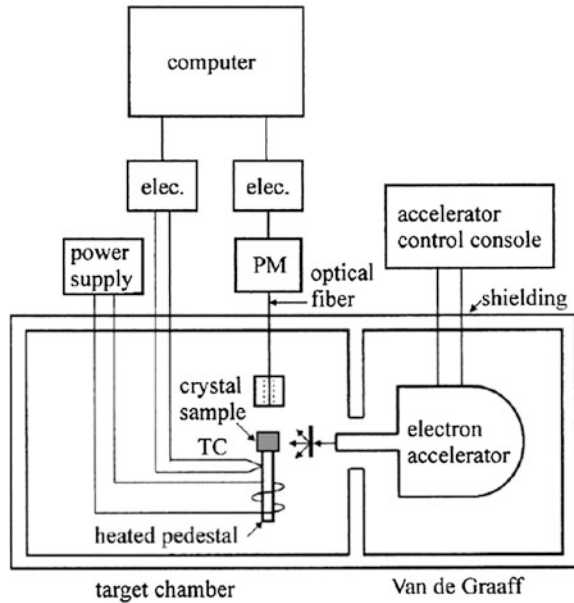 computer
elec.
elec.
accelerator
control console
power
supply
PM
optical
fiber
shielding
crystal
sample
TC
electron
accelerator
heated pedestal
target chamber
Van de Graaff